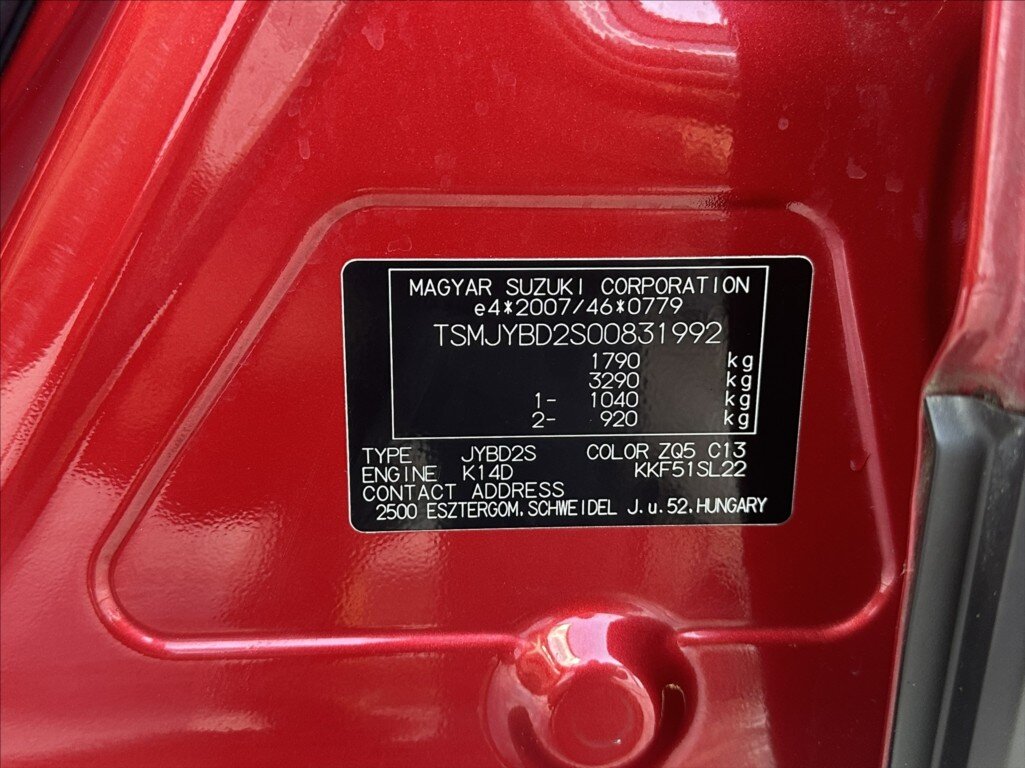 MAGYAR SUZUKI CORPORATION
e4*2007/46*0779
TSMJYBD2S00831992
1790 kg
3290 kg
1- 1040 kg
2- 920 kg
TYPE JYBD2S COLOR ZQ5 C13
ENGINE K14D KKF51SL22
CONTACT ADDRESS
2500 ESZTERGOM, SCHWEIDEL J.u.52.HUNGARY